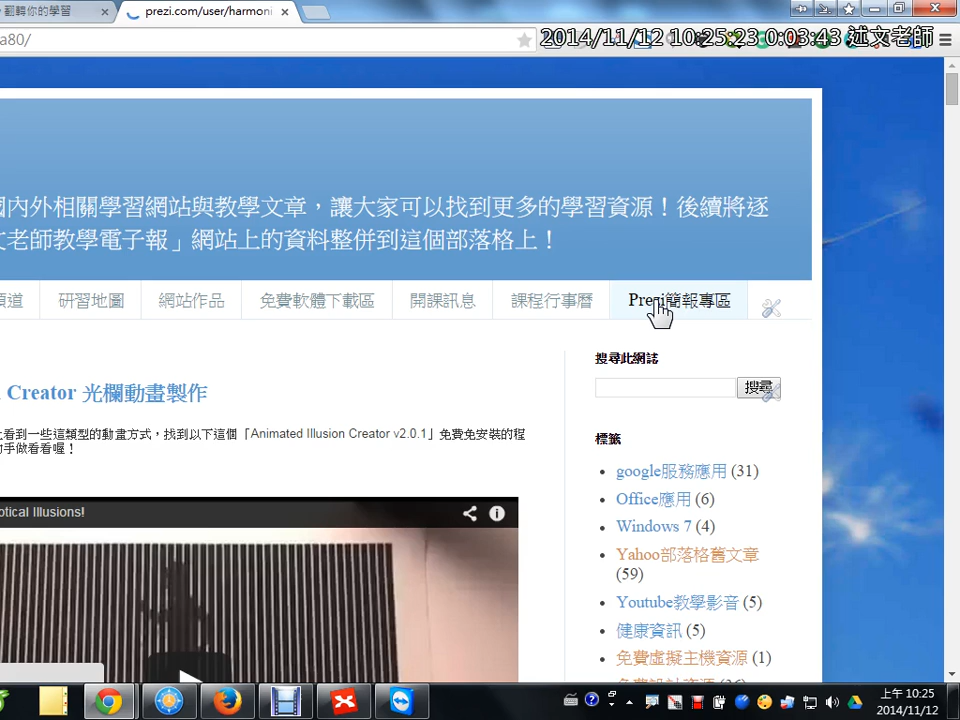 翻轉你的學習
prezi.com/user/harmoni
a80/
2014/11/12 10:25:23 0:03:43 述文老師
國內外相關學習網站與教學文章，讓大家可以找到更多的學習資源！後續將逐
文老師教學電子報」網站上的資料整併到這個部落格上！
頻道 研習地圖 網站作品 免費軟體下載區 開課訊息 課程行事曆 Prezi簡報專區
搜尋此網誌
搜尋
Creator 光欄動畫製作
上看到一些這類型的動畫方式，找到以下這個「Animated Illusion Creator v2.0.1」免費免安裝的程
動手做看看喔！
標籤
google服務應用 (31)
Office應用 (6)
Windows 7 (4)
Yahoo部落格舊文章
(59)
Youtube教學影音 (5)
健康資訊 (5)
免費虛擬主機資源 (1)
ptical Illusions!
上午 10:25
2014/11/12